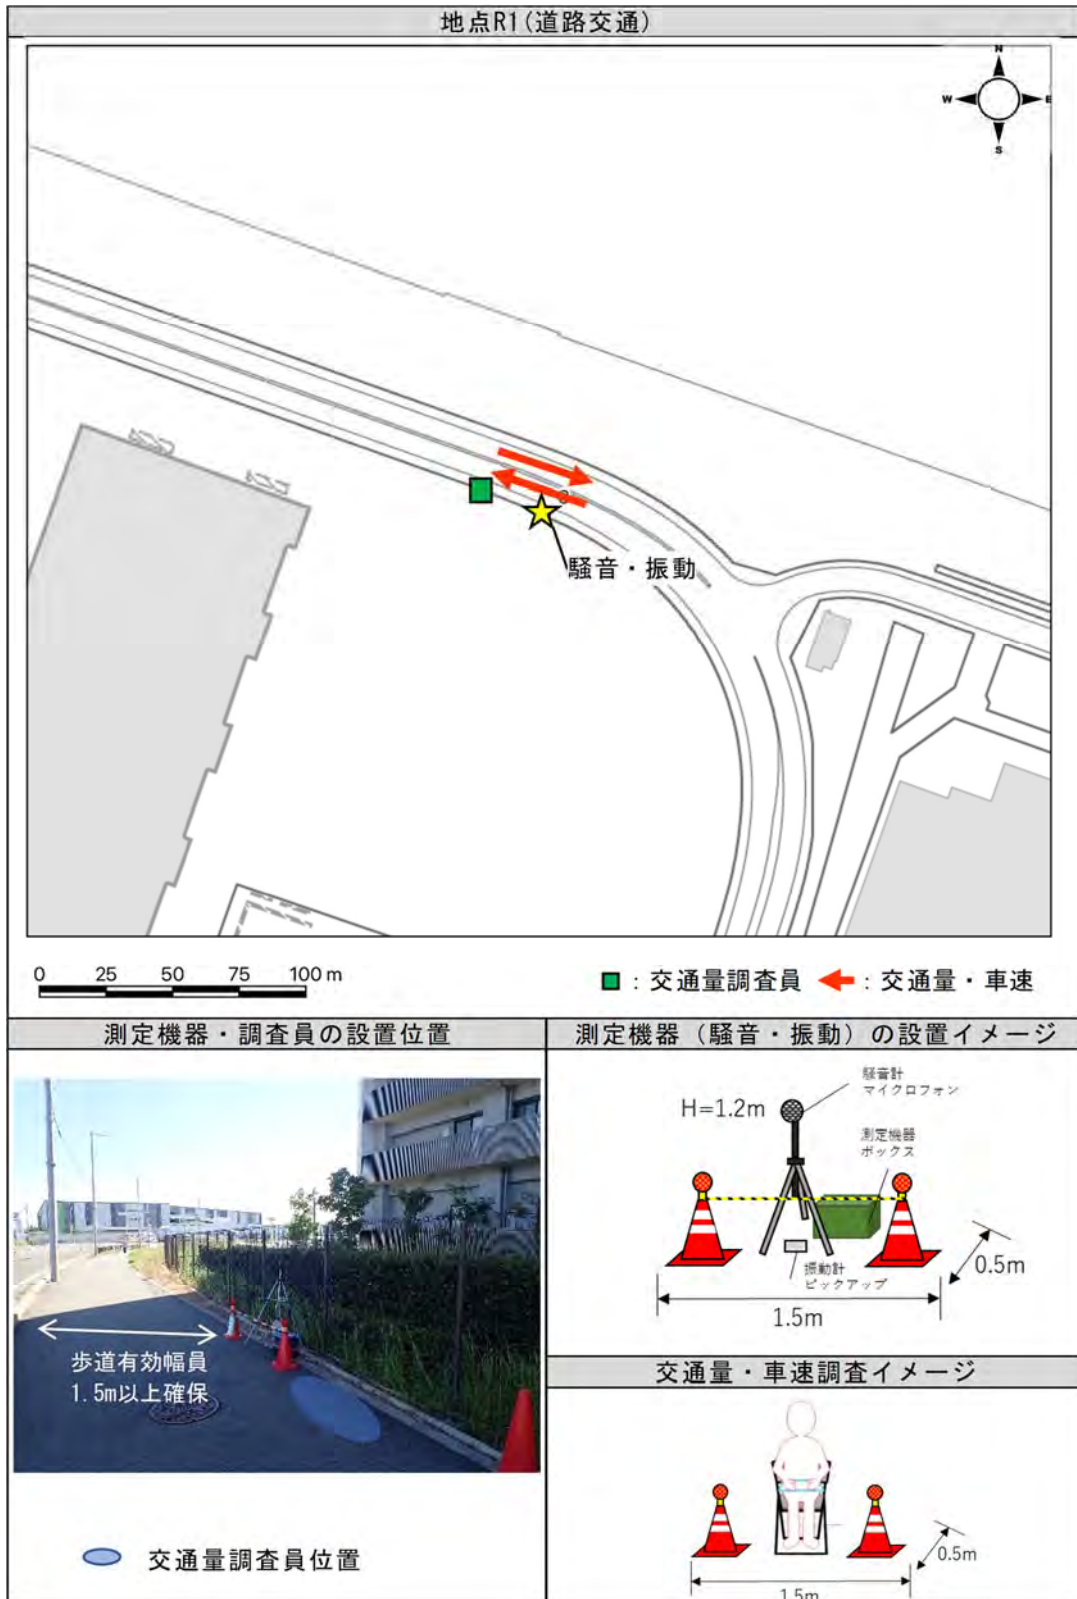 地点R1(道路交通)
N
W
E
S
騒音・振動
0 25 50 75 100 m
：交通量調査員
：交通量・車速
測定機器・調査員の設置位置
歩道有効幅員
1.5m以上確保
交通量調査員位置
測定機器（騒音・振動）の設置イメージ
騒音計
マイクロフォン
H=1.2m
測定機器
ボックス
振動計
ピックアップ
0.5m
1.5m
交通量・車速調査イメージ
0.5m
1.5m